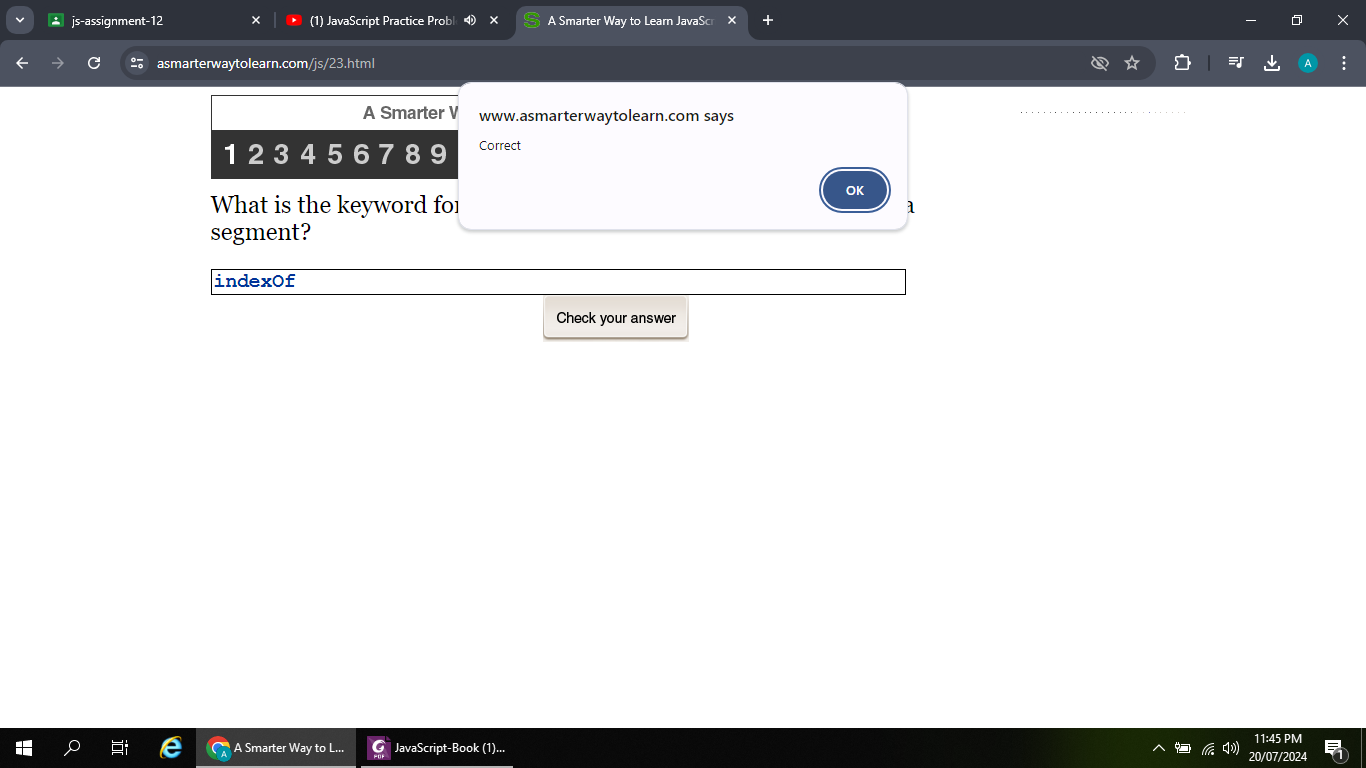 js-assignment-12
(1) JavaScript Practice Probl
A Smarter Way to Learn JavaScr
asmarterwaytolearn.com/js/23.html
A
A Smarter W
www.asmarterwaytolearn.com says
Correct
OK
1 2 3 4 5 6 7 8 9
What is the keyword for a
segment?
indexOf
Check your answer
A Smarter Way to L...
JavaScript-Book (1)...
11:45 PM
20/07/2024
1